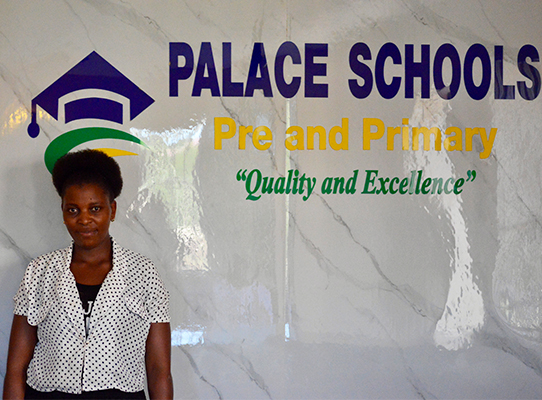 PALACE SCHOOLS
Pre and Primary
“Quality and Excellence”